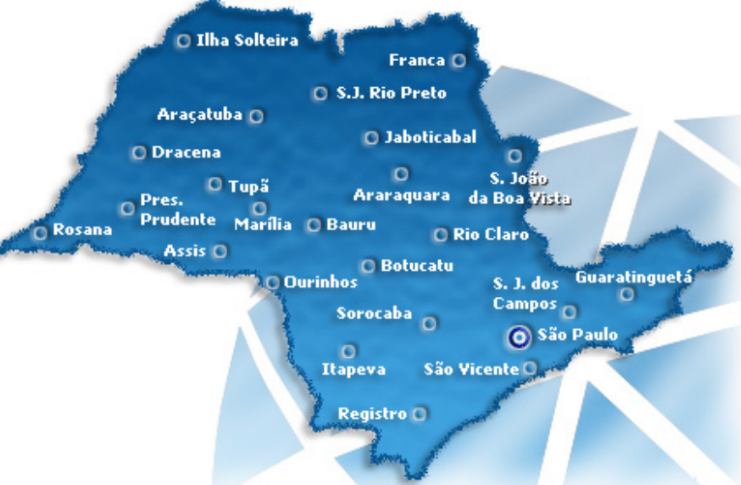 Ilha Solteira
Franca
S.J. Rio Preto
Araçatuba
Jaboticabal
Dracena
S. João
da Boa Vista
Tupã
Araraquara
Pres.
Prudente
Marília
Bauru
Rosana
Rio Claro
Assis
Botucatu
Ourinhos
S. J. dos
Campos
Guaratinguetá
Sorocaba
São Paulo
Itapeva
São Vicente
Registro